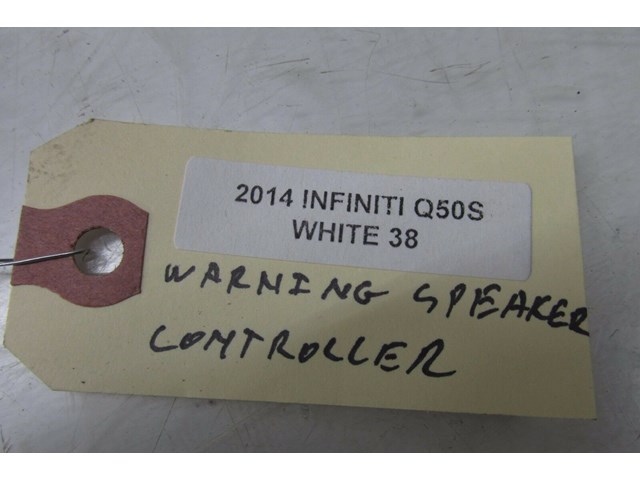 2014 INFINITI Q50S
WHITE 38
WARNING SPEAKER
CONTROLLER